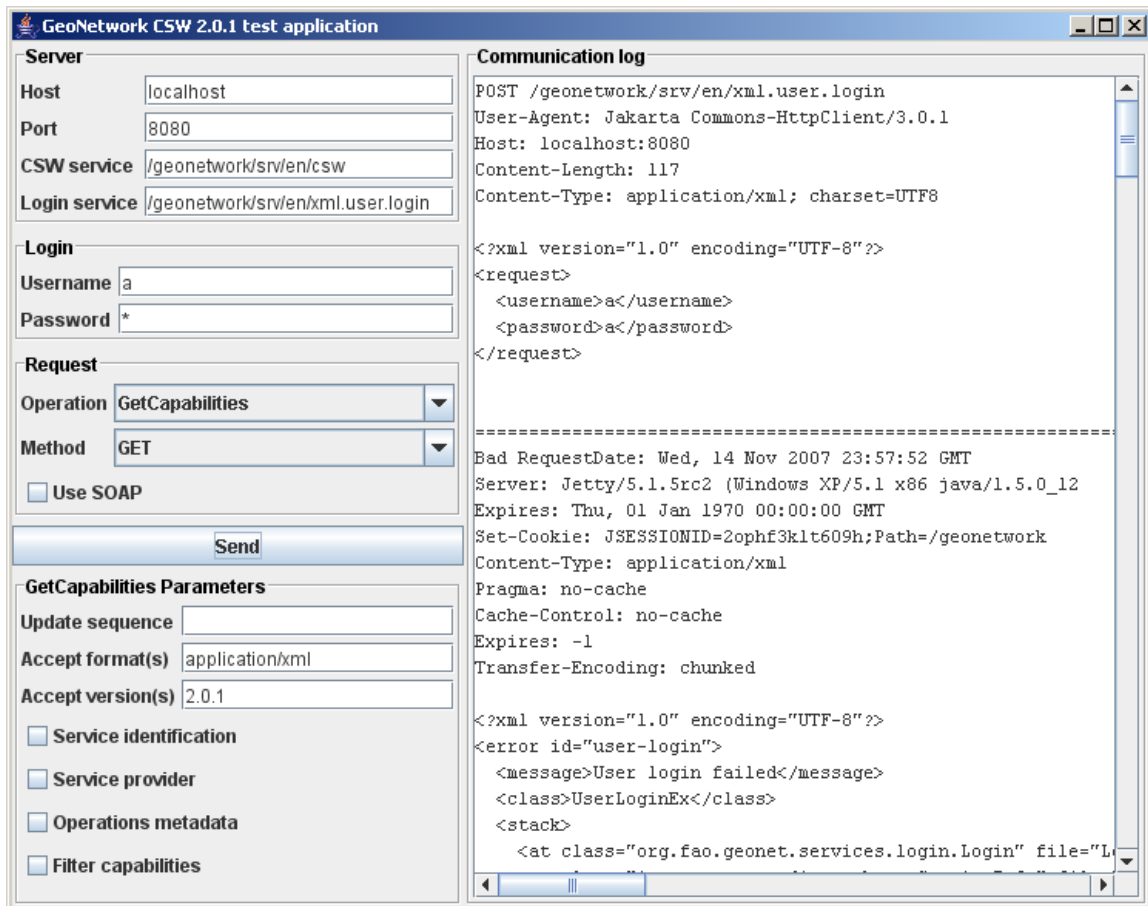 GeoNetwork CSW 2.0.1 test application
Server
Host localhost
Port 8080
CSW service /geonetwork/srv/en/csw
Login service /geonetwork/srv/en/xml.user.login
Login
Username a
Password *
Request
Operation GetCapabilities
Method GET
Use SOAP
Send
GetCapabilities Parameters
Update sequence
Accept format(s) application/xml
Accept version(s) 2.0.1
Service identification
Service provider
Operations metadata
Filter capabilities
Communication log
POST /geonetwork/srv/en/xml.user.login
User-Agent: Jakarta Commons-HttpClient/3.0.1
Host: localhost:8080
Content-Length: 117
Content-Type: application/xml; charset=UTF8
<?xml version="1.0" encoding="UTF-8"?>
<request>
<username>a</username>
<password>a</password>
</request>
============================================================
Bad RequestDate: Wed, 14 Nov 2007 23:57:52 GMT
Server: Jetty/5.1.5rc2 (Windows XP/5.1 x86 java/1.5.0_12
Expires: Thu, 01 Jan 1970 00:00:00 GMT
Set-Cookie: JSESSIONID=2ophf3klt609h;Path=/geonetwork
Content-Type: application/xml
Pragma: no-cache
Cache-Control: no-cache
Expires: -1
Transfer-Encoding: chunked
<?xml version="1.0" encoding="UTF-8"?>
<error id="user-login">
<message>User login failed</message>
<class>UserLoginEx</class>
<stack>
<at class="org.fao.geonet.services.login.Login" file="L